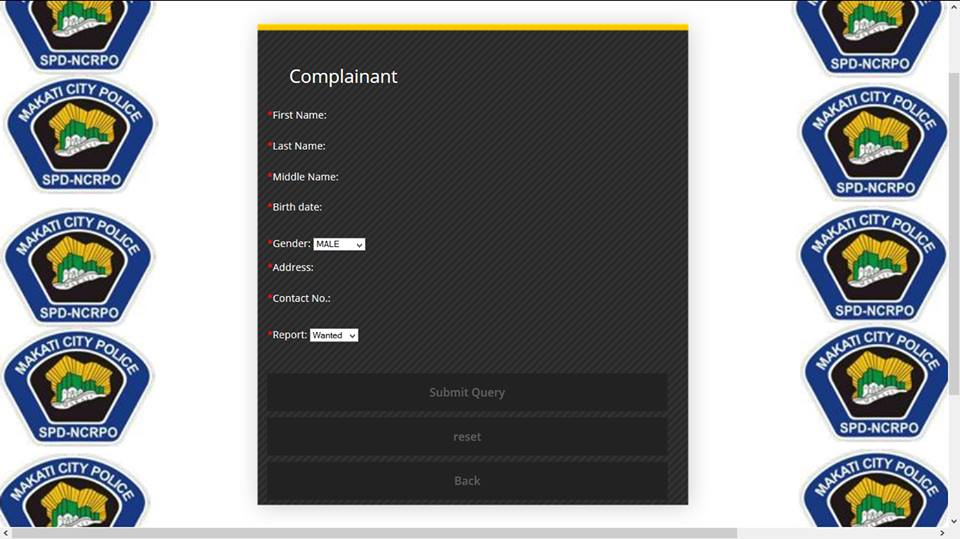 Complainant
*First Name:
*Last Name:
*Middle Name:
*Birth date:
*Gender: MALE
*Address:
*Contact No.:
*Report: Wanted
Submit Query
reset
Back
SPD-NCRPO
MAKATI CITY POLICE
SPD-NCRPO
MAKATI CITY POLICE
SPD-NCRPO
MAKATI CITY POLICE
SPD-NCRPO
MAKATI CITY POLICE
SPD-NCRPO
MAKATI CITY POLICE
SPD-NCRPO
MAKATI CITY POLICE
SPD-NCRPO
MAKATI CITY POLICE
SPD-NCRPO
MAKATI CITY POLICE